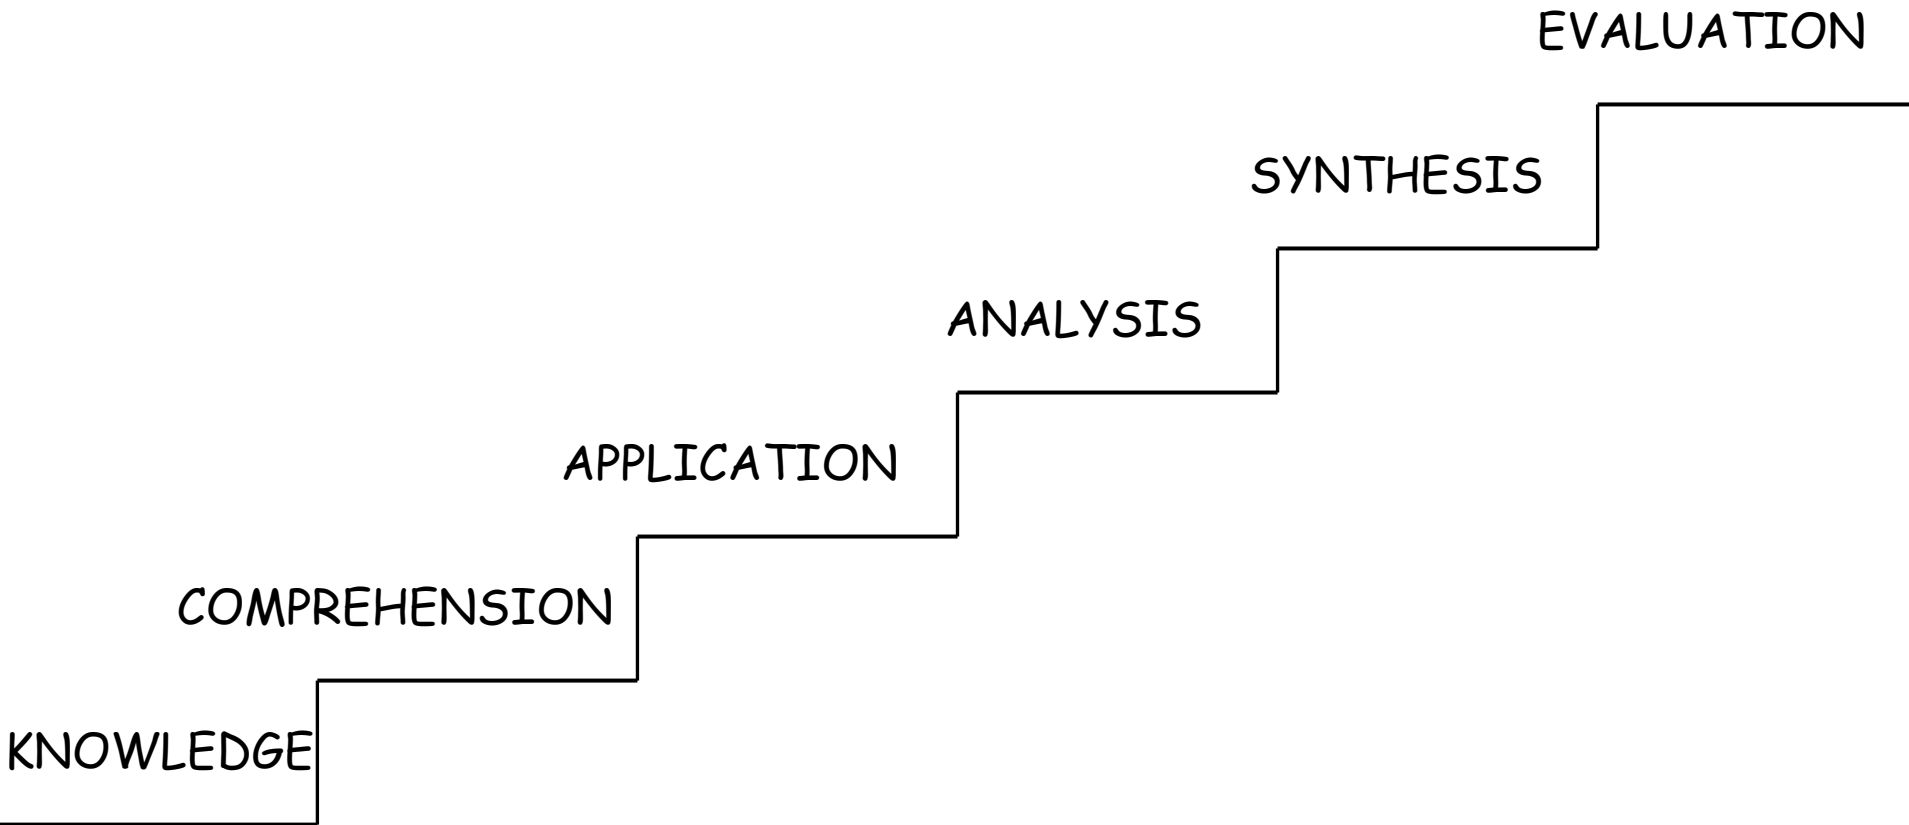 EVALUATION
SYNTHESIS
ANALYSIS
APPLICATION
COMPREHENSION
KNOWLEDGE